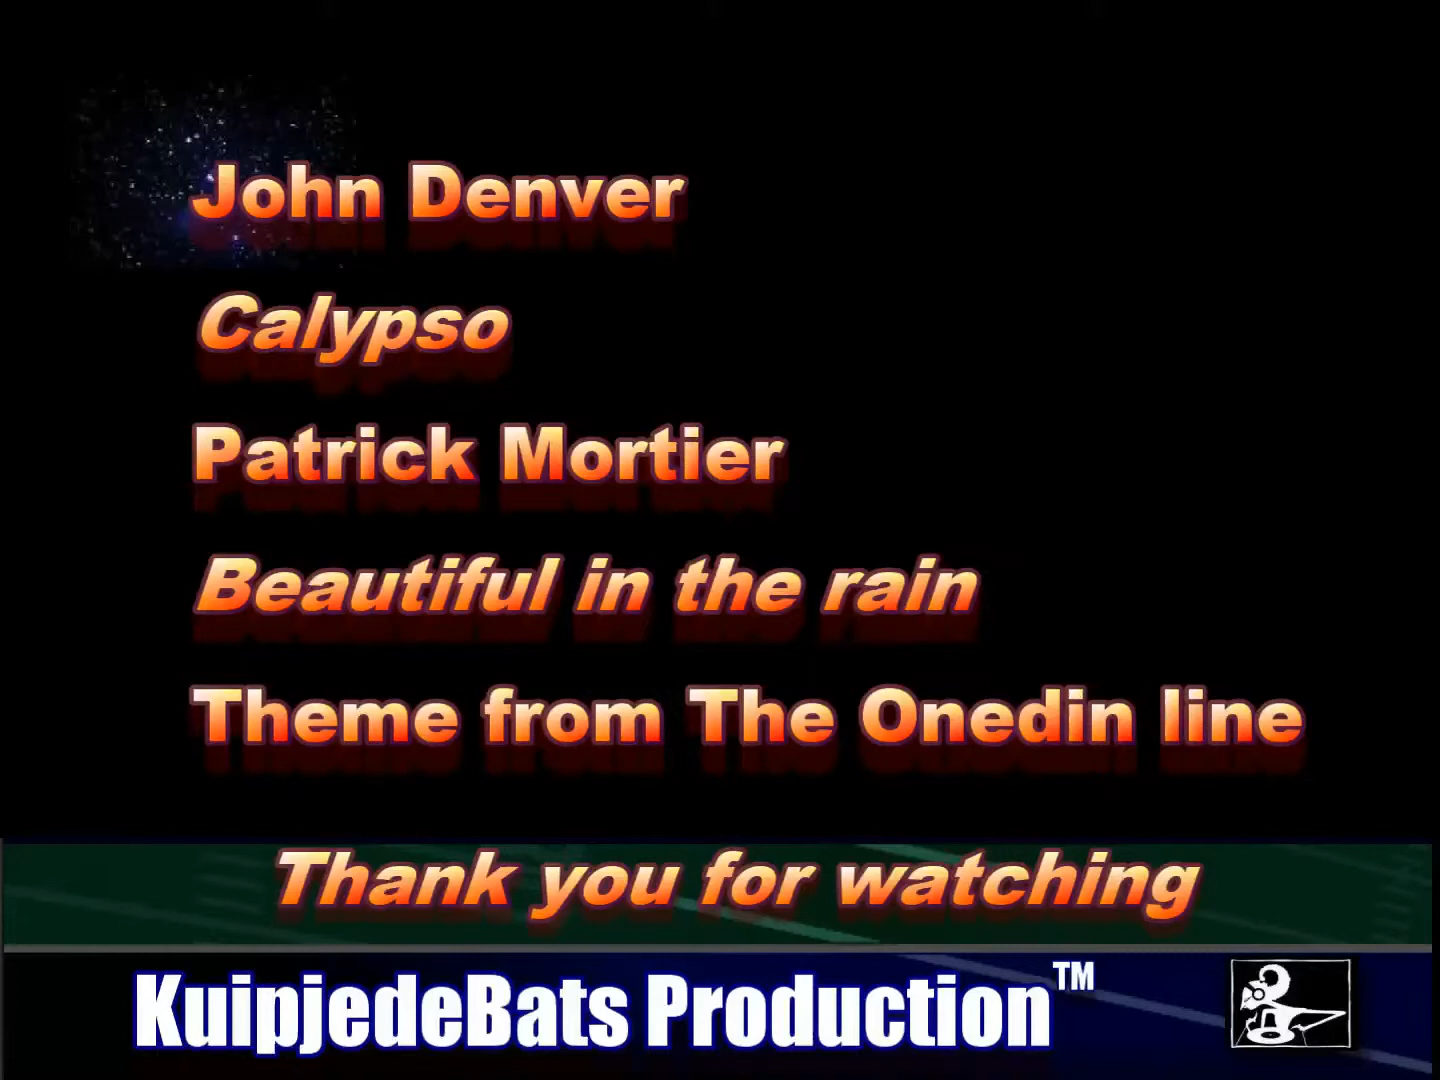 John Denver
Calypso
Patrick Mortier
Beautiful in the rain
Theme from The Onedin line
Thank you for watching
KuipjedeBats Production™